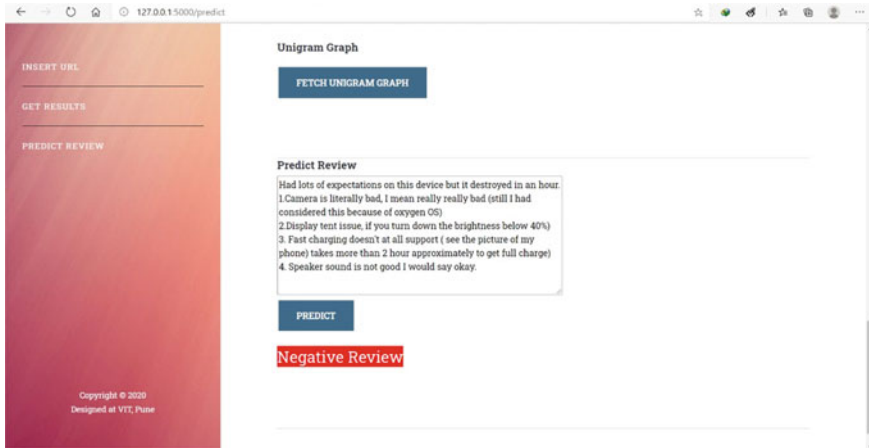 127.0.0.1:5000/predict
INSERT URL
GET RESULTS
PREDICT REVIEW
Copyright © 2020
Designed at VIT, Pune
Unigram Graph
FETCH UNIGRAM GRAPH
Predict Review
Had lots of expectations on this device but it destroyed in an hour.
1.Camera is literally bad, I mean really really bad (still I had
considered this because of oxygen OS)
2.Display tent issue, if you turn down the brightness below 40%)
3. Fast charging doesn't at all support ( see the picture of my
phone) takes more than 2 hour approximately to get full charge)
4. Speaker sound is not good I would say okay.
PREDICT
Negative Review